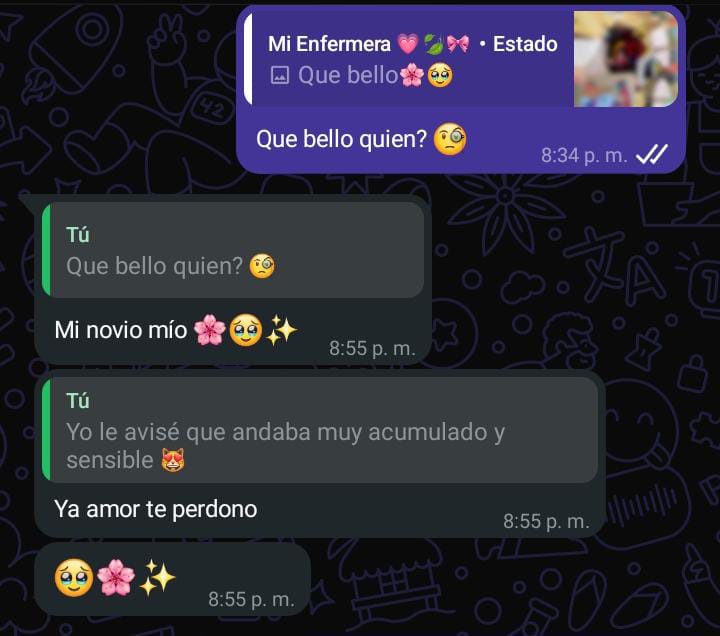 Mi Enfermera 💗🍃🎀 • Estado
Que bello🌸🥹
Que bello quien? 🧐
8:34 p. m.
Tú
Que bello quien? 🧐
Mi novio mío 🌸🥹✨
8:55 p. m.
Tú
Yo le avisé que andaba muy acumulado y
sensible 😻
Ya amor te perdono
8:55 p. m.
🥹🌸✨
8:55 p. m.